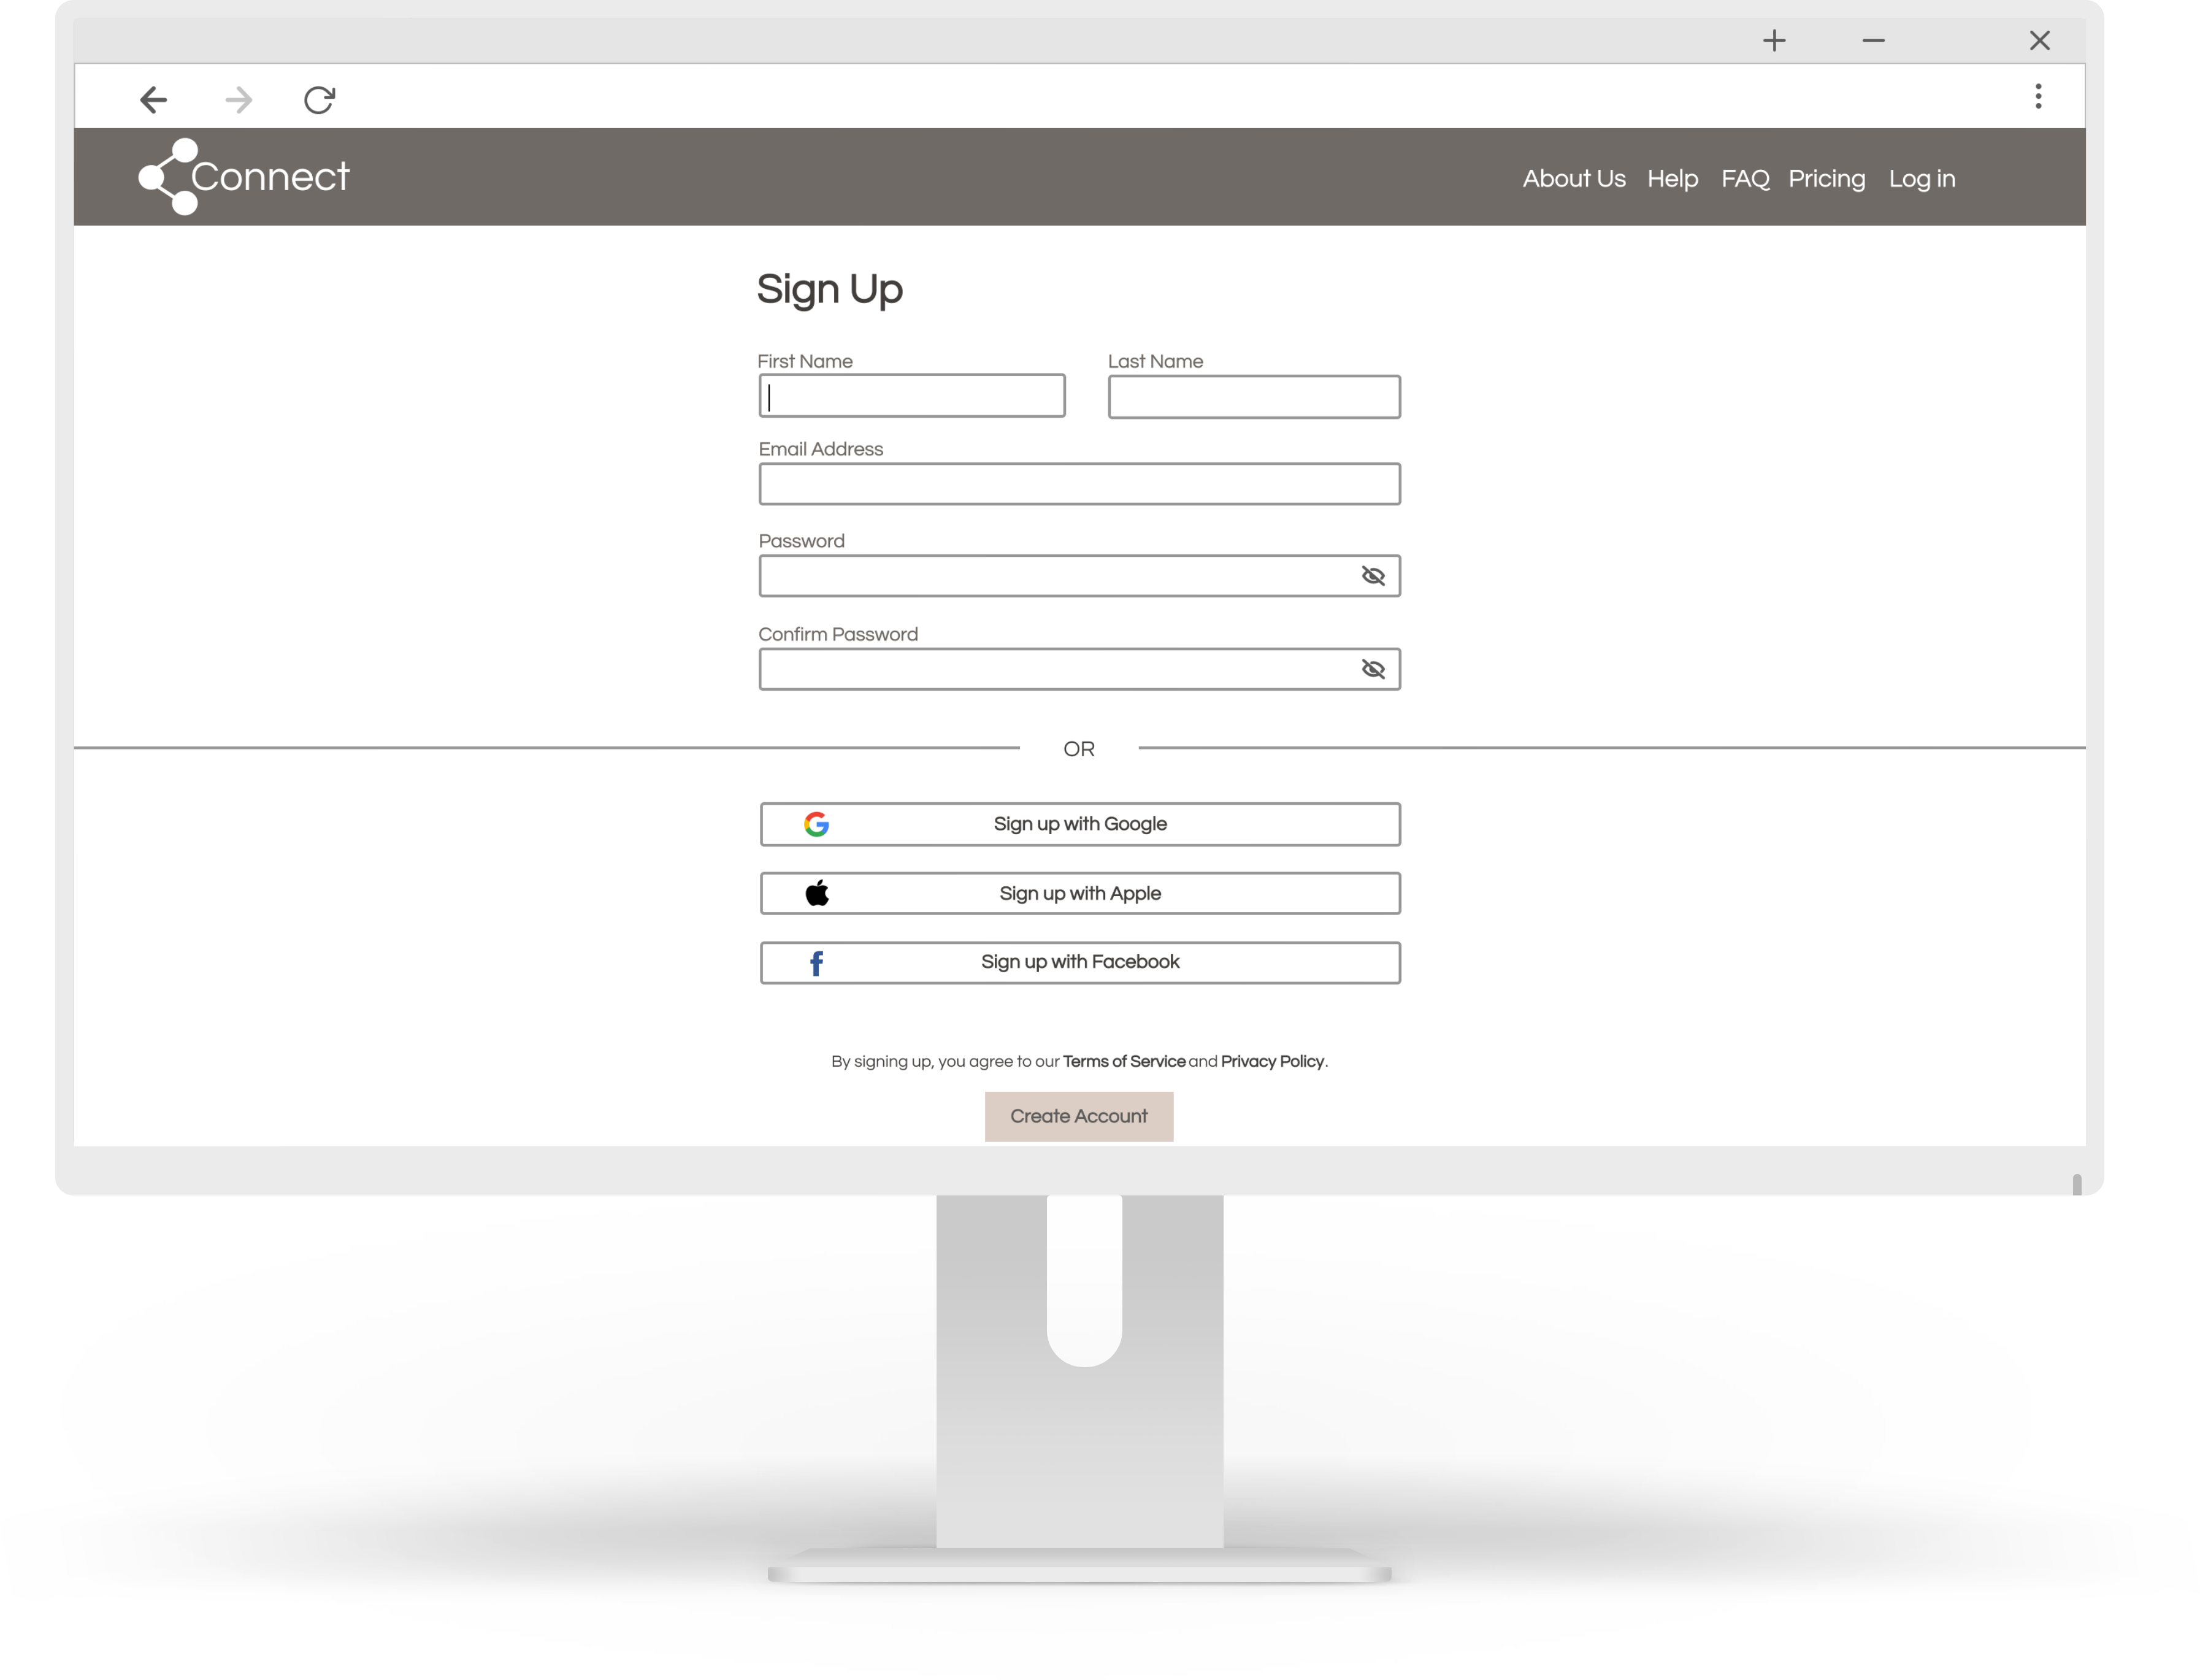 Connect
About Us Help FAQ Pricing Log in
Sign Up
First Name Last Name
Email Address
Password
Confirm Password
OR
Sign up with Google
Sign up with Apple
Sign up with Facebook
By signing up, you agree to our Terms of Service and Privacy Policy.
Create Account